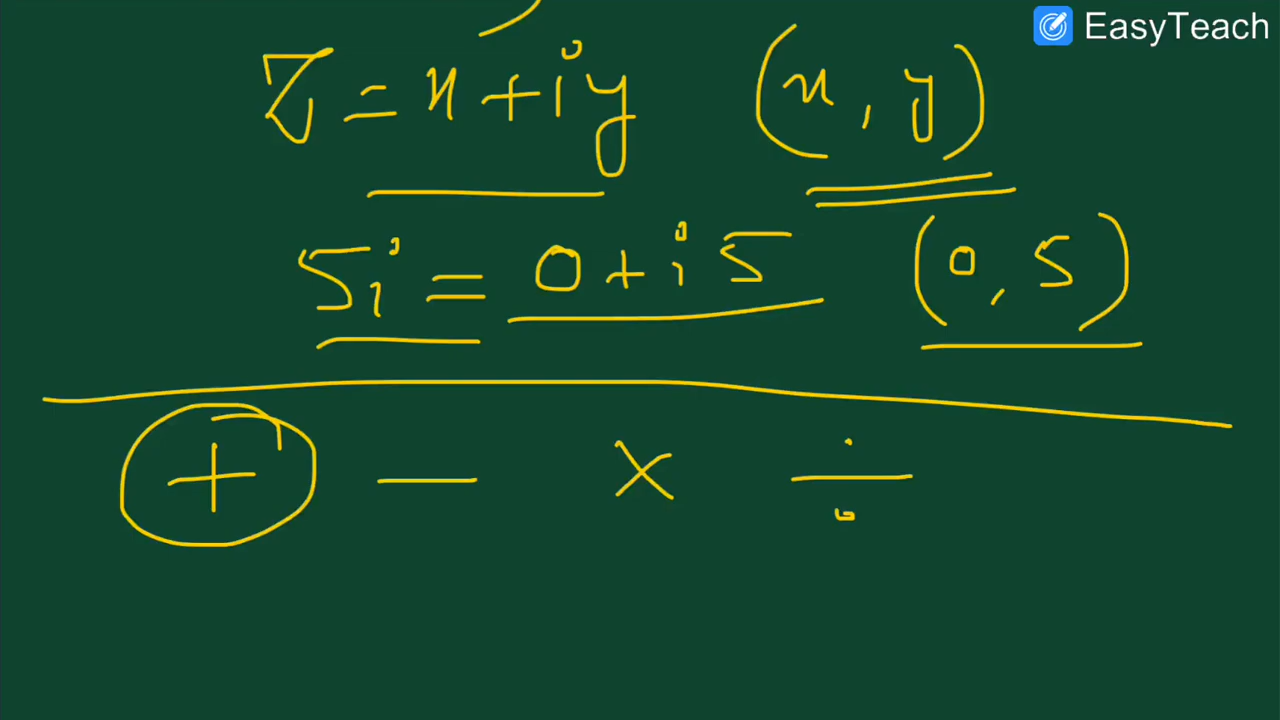 EasyTeach
z = x + iy (x, y)
5i = 0 + i5 (0, 5)
+ − × ÷